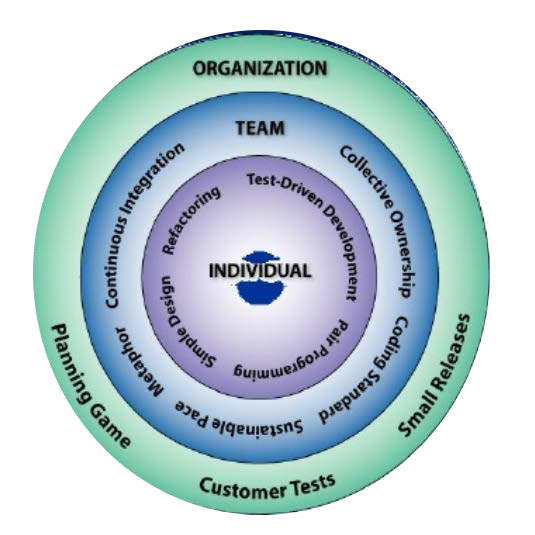 ORGANIZATION
TEAM
Continuous Integration
Collective Ownership
Refactoring
Test-Driven Development
INDIVIDUAL
Simple Design
Pair Programming
Metaphor
Coding Standard
Sustainable Pace
Planning Game
Small Releases
Customer Tests